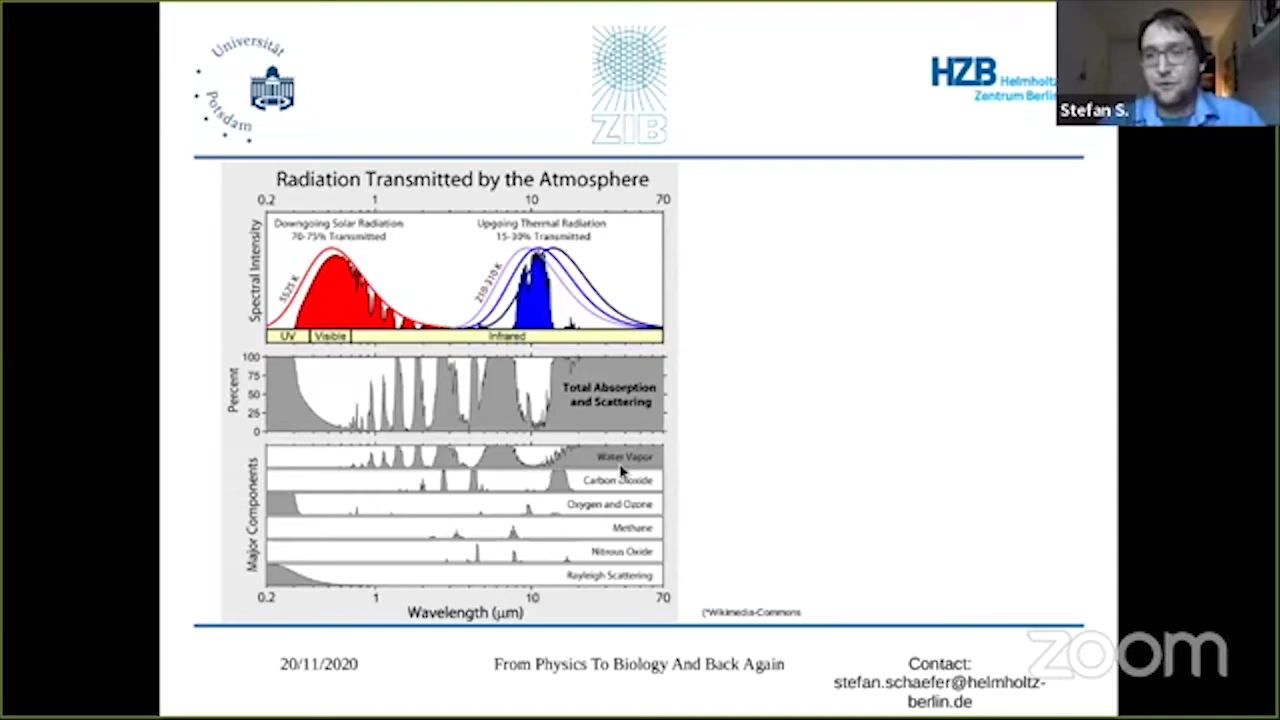 Universität
Potsdam
ZIB
HZB Helmholtz
Zentrum Berlin
Stefan S.
Radiation Transmitted by the Atmosphere
0.2 1 10 70
Downgoing Solar Radiation
70-75% Transmitted
Upgoing Thermal Radiation
15-30% Transmitted
Spectral Intensity
5525 K
210-310 K
UV Visible Infrared
Percent
100
75
50
25
0
Total Absorption
and Scattering
Major Components
Water Vapor
Carbon Dioxide
Oxygen and Ozone
Methane
Nitrous Oxide
Rayleigh Scattering
0.2 1 10 70
Wavelength (μm)
(*Wikimedia-Commons
20/11/2020
From Physics To Biology And Back Again
Contact:
stefan.schaefer@helmholtz-
berlin.de
zoom